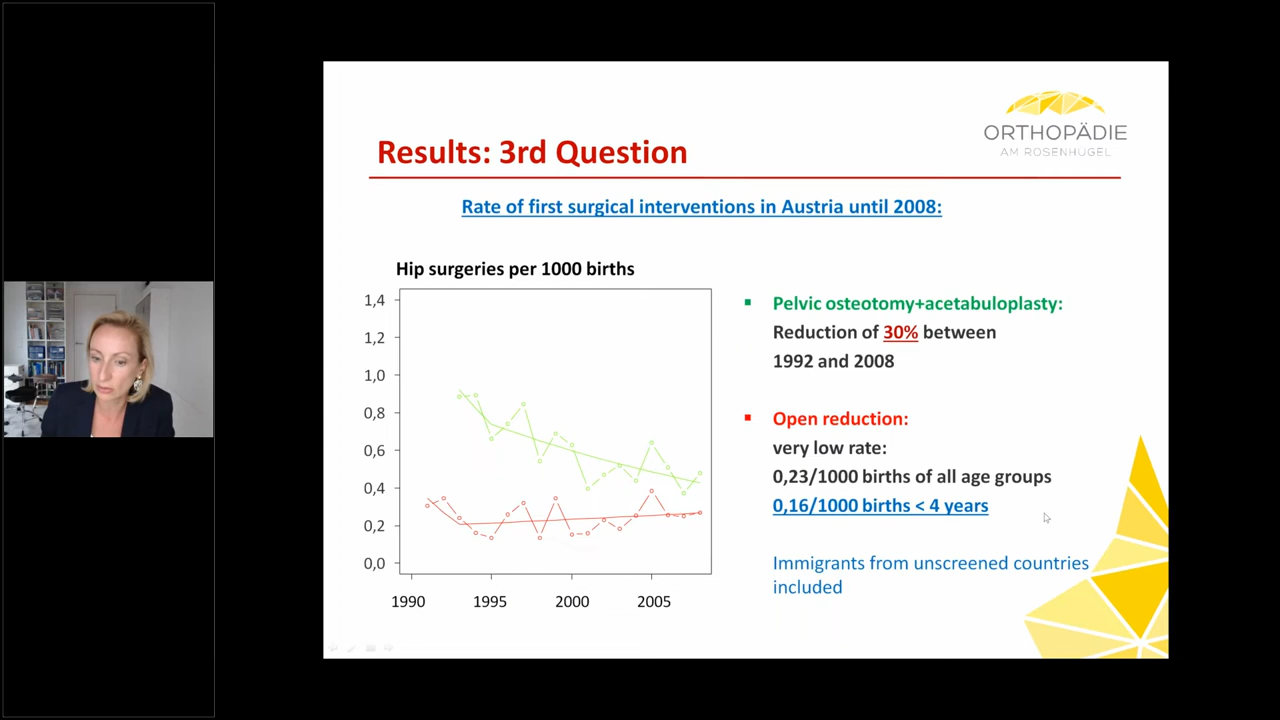 ORTHOPÄDIE
AM ROSENHÜGEL
Results: 3rd Question
Rate of first surgical interventions in Austria until 2008:
Hip surgeries per 1000 births
1,4
1,2
1,0
0,8
0,6
0,4
0,2
0,0
1990 1995 2000 2005
Pelvic osteotomy+acetabuloplasty:
Reduction of 30% between
1992 and 2008
Open reduction:
very low rate:
0,23/1000 births of all age groups
0,16/1000 births < 4 years
Immigrants from unscreened countries
included